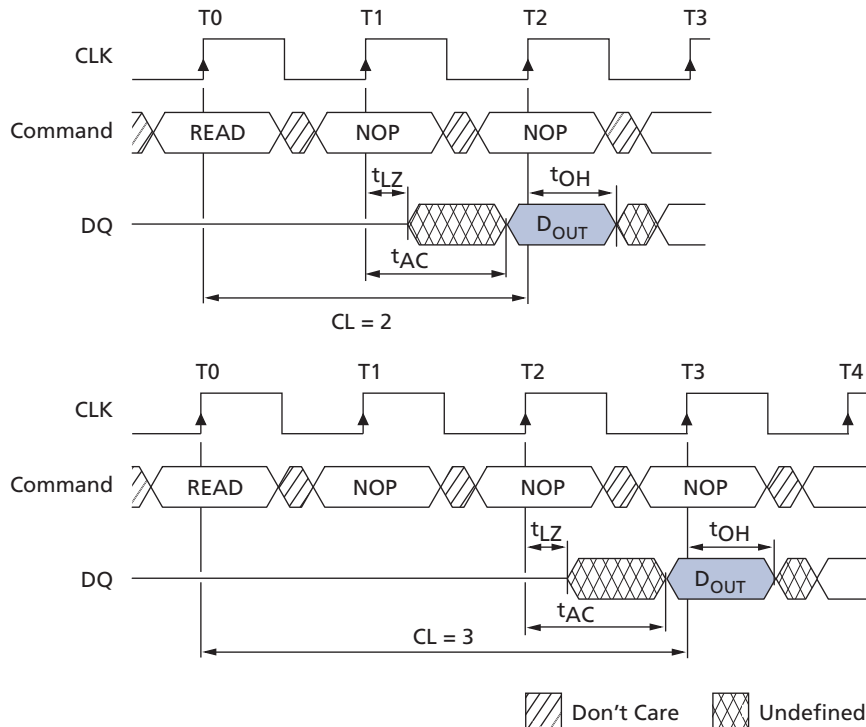 T0 T1 T2 T3
CLK
Command READ NOP NOP
tLZ tOH
DQ DOUT
tAC
CL = 2
T0 T1 T2 T3 T4
CLK
Command READ NOP NOP NOP
tLZ tOH
DQ DOUT
tAC
CL = 3
Don't Care Undefined